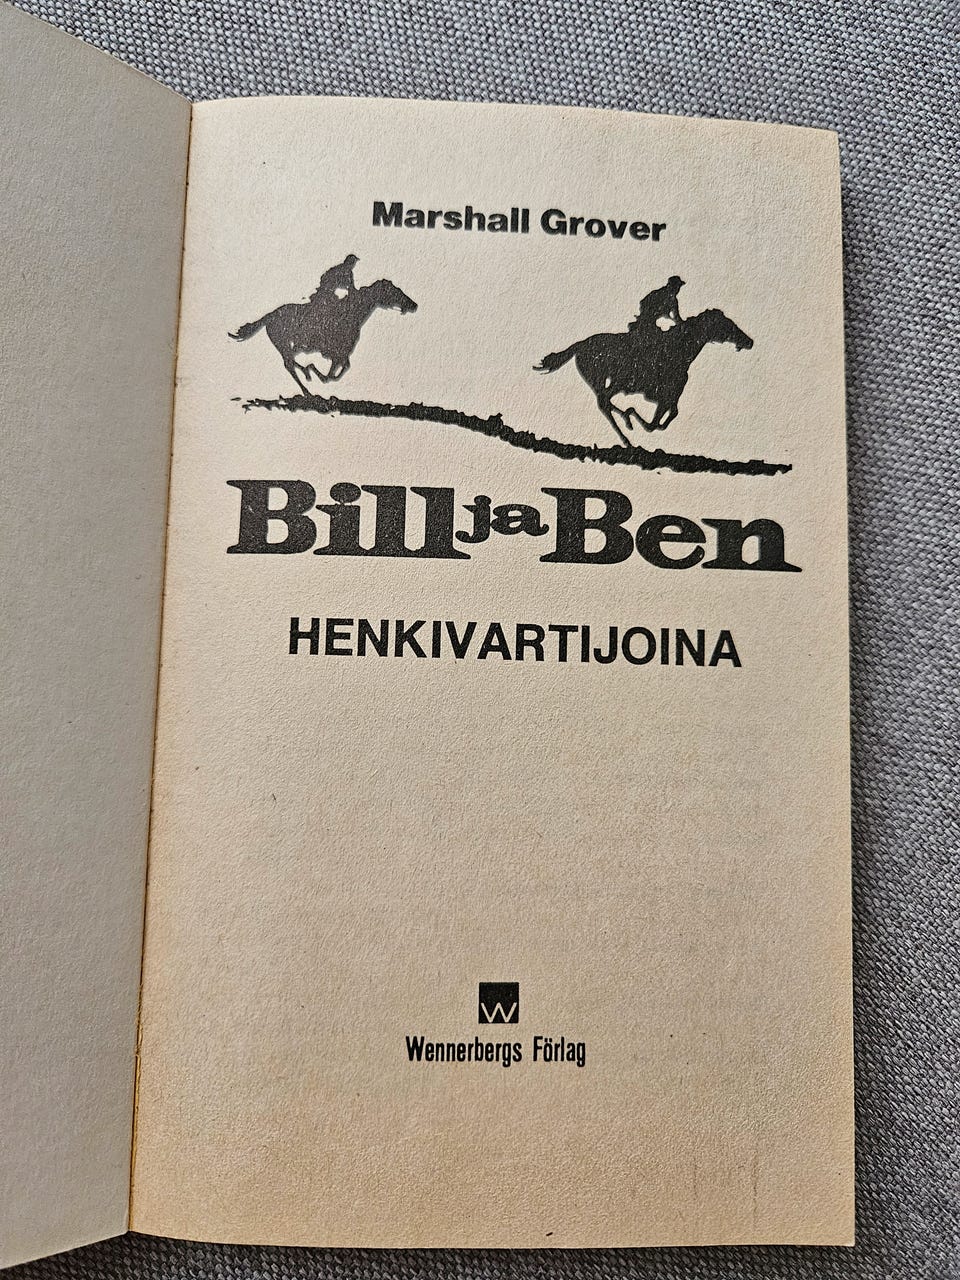 Marshall Grover
Bill ja Ben
HENKIVARTIJOINA
W
Wennerbergs Förlag